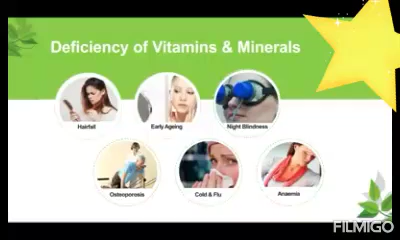 Deficiency of Vitamins & Minerals
Hairfall
Early Ageing
Night Blindness
Osteoporosis
Cold & Flu
Anaemia
FILMIGO